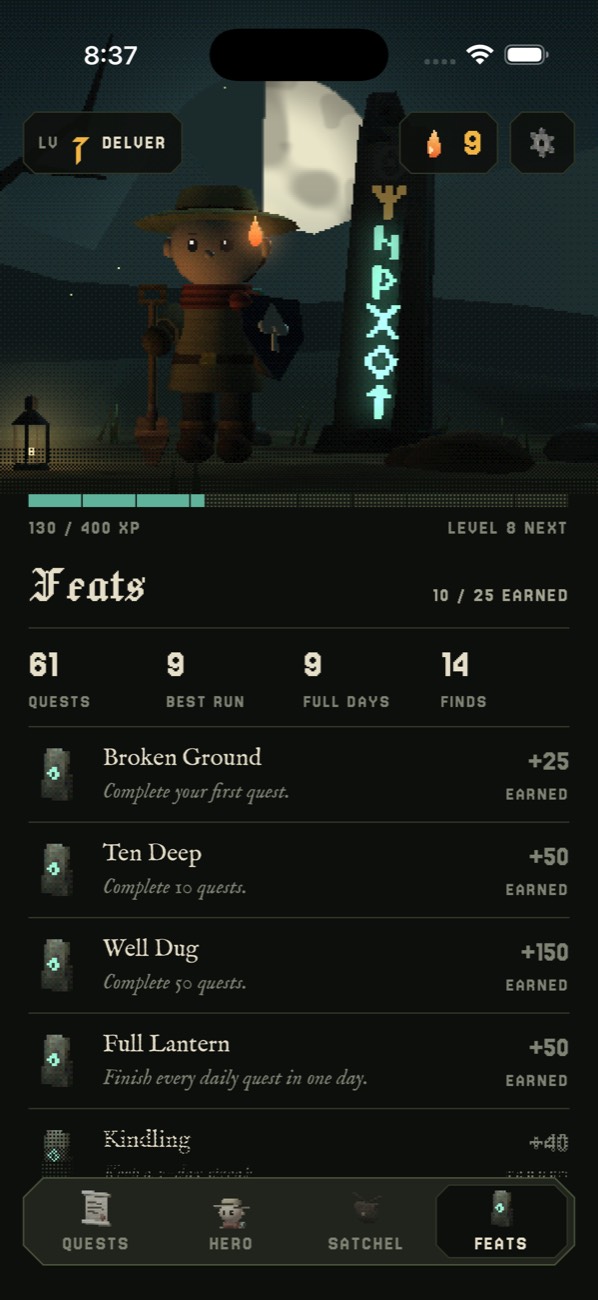 8:37
LV 7 DELVER
9
130 / 400 XP
LEVEL 8 NEXT
Feats
10 / 25 EARNED
61
9
9
14
QUESTS
BEST RUN
FULL DAYS
FINDS
Broken Ground
+25
Complete your first quest.
EARNED
Ten Deep
+50
Complete 10 quests.
EARNED
Well Dug
+150
Complete 50 quests.
EARNED
Full Lantern
+50
Finish every daily quest in one day.
EARNED
Kindling
+40
QUESTS
HERO
SATCHEL
FEATS